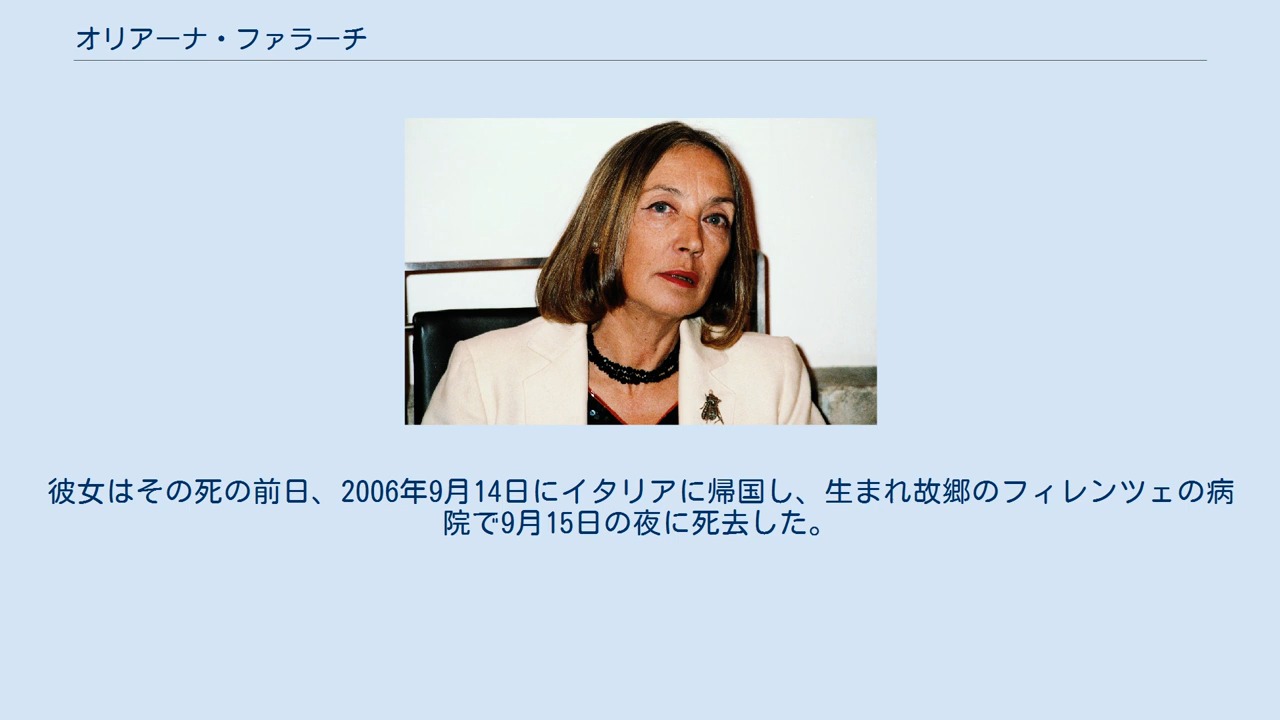 オリアーナ・ファラーチ
彼女はその死の前日、2006年9月14日にイタリアに帰国し、生まれ故郷のフィレンツェの病
院で9月15日の夜に死去した。